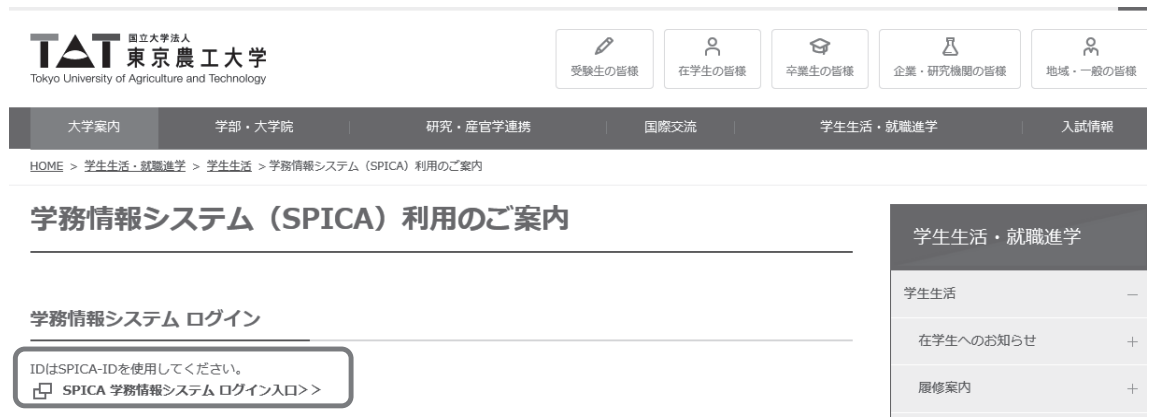 TAT 国立大学法人
東京農工大学
Tokyo University of Agriculture and Technology
受験生の皆様 在学生の皆様 卒業生の皆様 企業・研究機関の皆様 地域・一般の皆様
大学案内 学部・大学院 研究・産官学連携 国際交流 学生生活・就職進学 入試情報
HOME > 学生生活・就職進学 > 学生生活 > 学務情報システム（SPICA）利用のご案内
学務情報システム（SPICA）利用のご案内
学務情報システム ログイン
IDはSPICA-IDを使用してください。
SPICA 学務情報システム ログイン入口>>
学生生活・就職進学
学生生活 －
在学生へのお知らせ ＋
履修案内 ＋